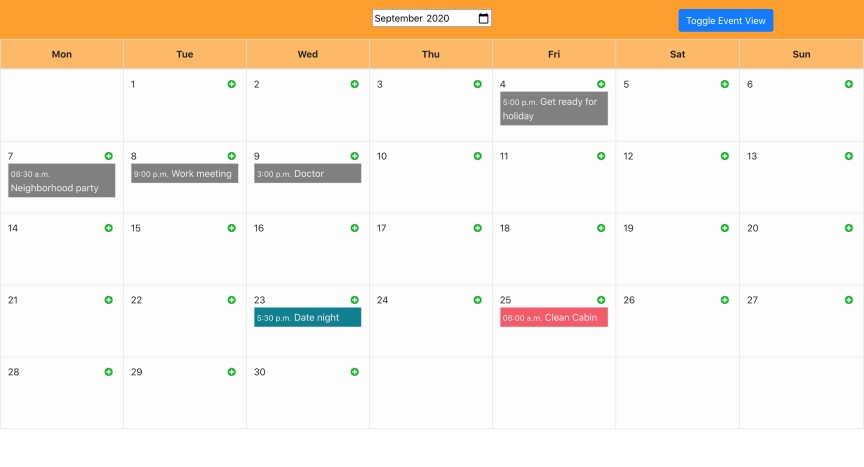 September 2020
Toggle Event View
Mon Tue Wed Thu Fri Sat Sun
1 2 3 4 5 6
5:00 p.m. Get ready for
holiday
7 8 9 10 11 12 13
08:30 a.m.
Neighborhood party
9:00 p.m. Work meeting
3:00 p.m. Doctor
14 15 16 17 18 19 20
21 22 23 24 25 26 27
5:30 p.m. Date night
08:00 a.m. Clean Cabin
28 29 30